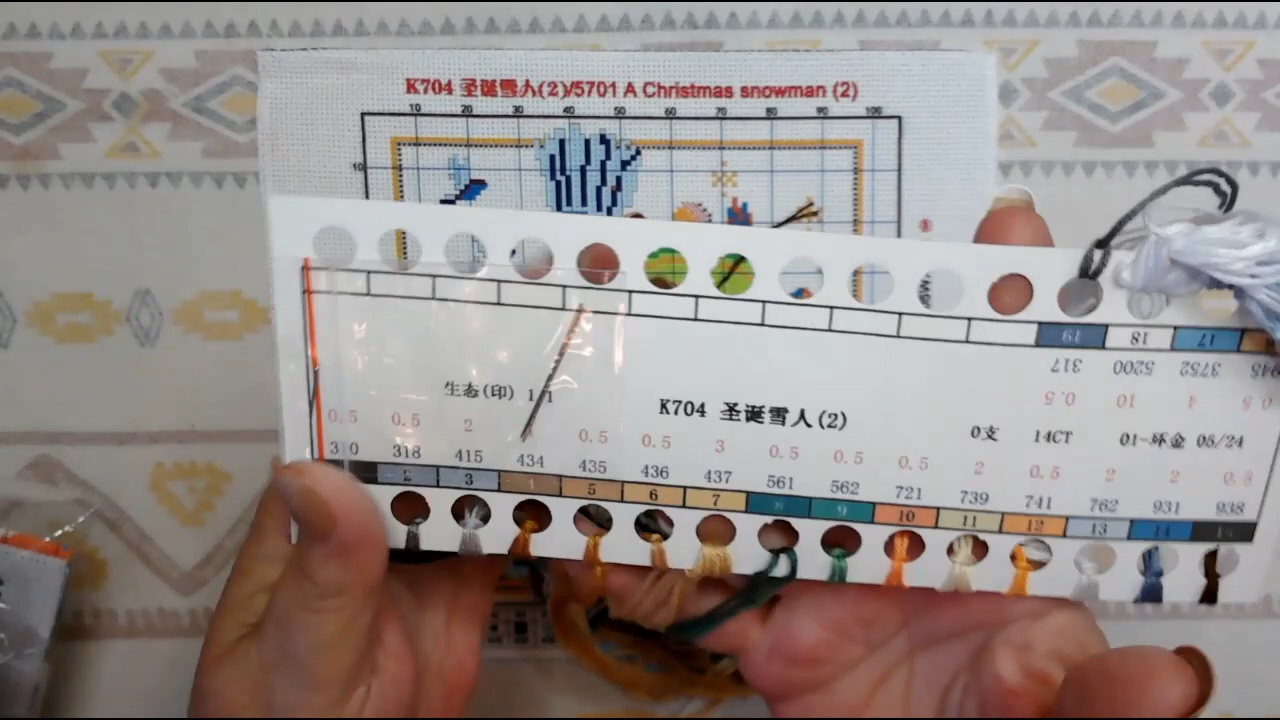 K704 圣诞雪人(2)/5701 A Christmas snowman (2)
10 20 30 40 50 60 70 80 90 100
10
19 18 17
317 5200 3752
0.5 10 4
生态(印) 1/1
K704 圣诞雪人(2)
0支 14CT 01-环金 05/24
0.5 0.5 2 0.5 0.5 3 0.5 0.5 0.5 2 0.5 2 2 0.5
310 318 415 434 435 436 437 561 562 721 739 741 762 931 938
2 3 4 5 6 7 8 9 10 11 12 13 14 15